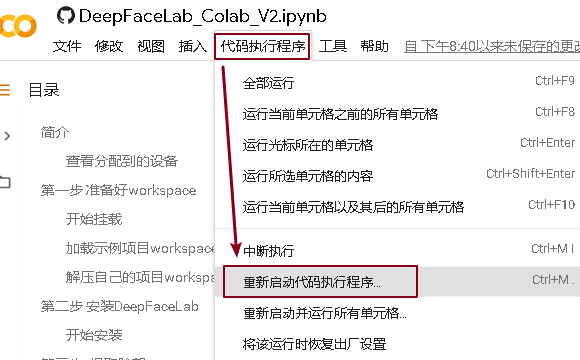 DeepFaceLab_Colab_V2.ipynb
文件 修改 视图 插入 代码执行程序 工具 帮助 自 下午8:40以来未保存的更改
目录
简介
查看分配到的设备
第一步 准备好workspace
开始挂载
加载示例项目workspace
解压自己的项目workspace
第二步 安装DeepFaceLab
开始安装
全部运行 Ctrl+F9
运行当前单元格之前的所有单元格 Ctrl+F8
运行光标所在的单元格 Ctrl+Enter
运行所选单元格的内容 Ctrl+Shift+Enter
运行当前单元格以及其后的所有单元格 Ctrl+F10
中断执行 Ctrl+M I
重新启动代码执行程序... Ctrl+M .
重新启动并运行所有单元格...
将该运行时恢复出厂设置